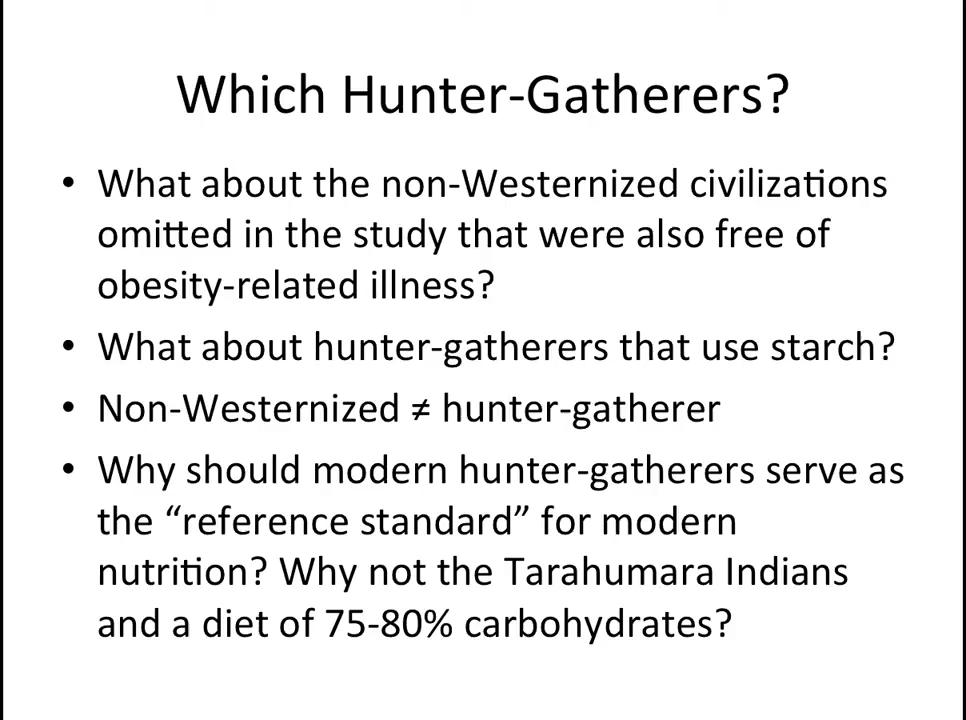 Which Hunter-Gatherers?
• What about the non-Westernized civilizations
omitted in the study that were also free of
obesity-related illness?
• What about hunter-gatherers that use starch?
• Non-Westernized ≠ hunter-gatherer
• Why should modern hunter-gatherers serve as
the “reference standard” for modern
nutrition? Why not the Tarahumara Indians
and a diet of 75-80% carbohydrates?